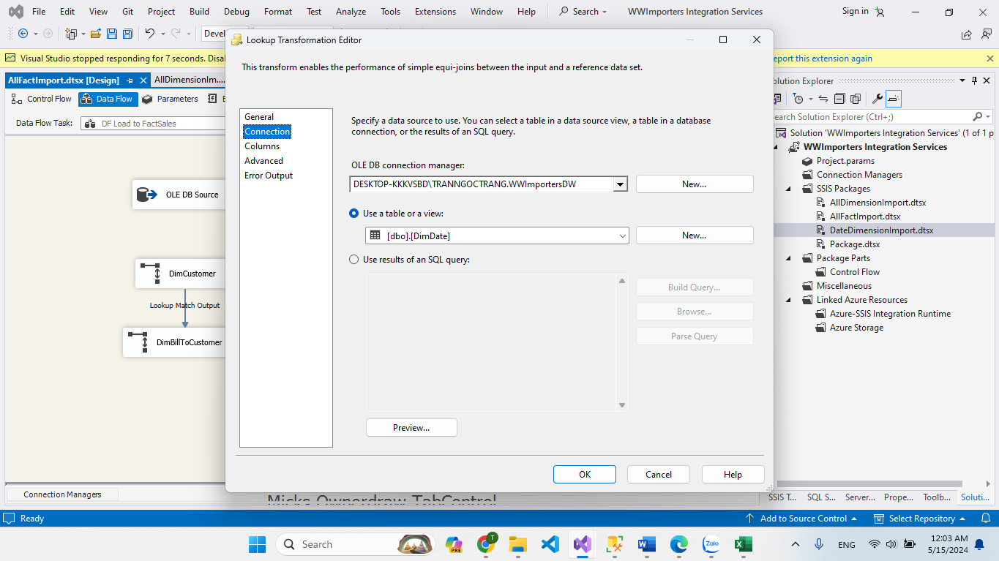 File Edit View Git Project Build Debug Format Test Analyze Tools Extensions Window Help Search WWImporters Integration Services Sign in
Devel
Visual Studio stopped responding for 7 seconds. Disa
eport this extension again
AllFactImport.dtsx [Design] AllDimensionIm....
Control Flow Data Flow Parameters E
Data Flow Task: DF Load to FactSales
OLE DB Source
DimCustomer
Lookup Match Output
DimBillToCustomer
Connection Managers
Lookup Transformation Editor
This transform enables the performance of simple equi-joins between the input and a reference data set.
General
Connection
Columns
Advanced
Error Output
Specify a data source to use. You can select a table in a data source view, a table in a database
connection, or the results of an SQL query.
OLE DB connection manager:
DESKTOP-KKKVSBD\TRANNGOCTRANG.WWImportersDW New...
Use a table or a view:
[dbo].[DimDate] New...
Use results of an SQL query:
Build Query...
Browse...
Parse Query
Preview...
OK Cancel Help
Micks Ownerdraw TabControl
olution Explorer
earch Solution Explorer (Ctrl+;)
Solution 'WWImporters Integration Services' (1 of 1 p
WWImporters Integration Services
Project.params
Connection Managers
SSIS Packages
AllDimensionImport.dtsx
AllFactImport.dtsx
DateDimensionImport.dtsx
Package.dtsx
Package Parts
Control Flow
Miscellaneous
Linked Azure Resources
Azure-SSIS Integration Runtime
Azure Storage
SSIS T... SQL S... Server... Prope... Toolb... Soluti...
Ready Add to Source Control Select Repository
Search PRE T Zalo ENG 12:03 AM
5/15/2024